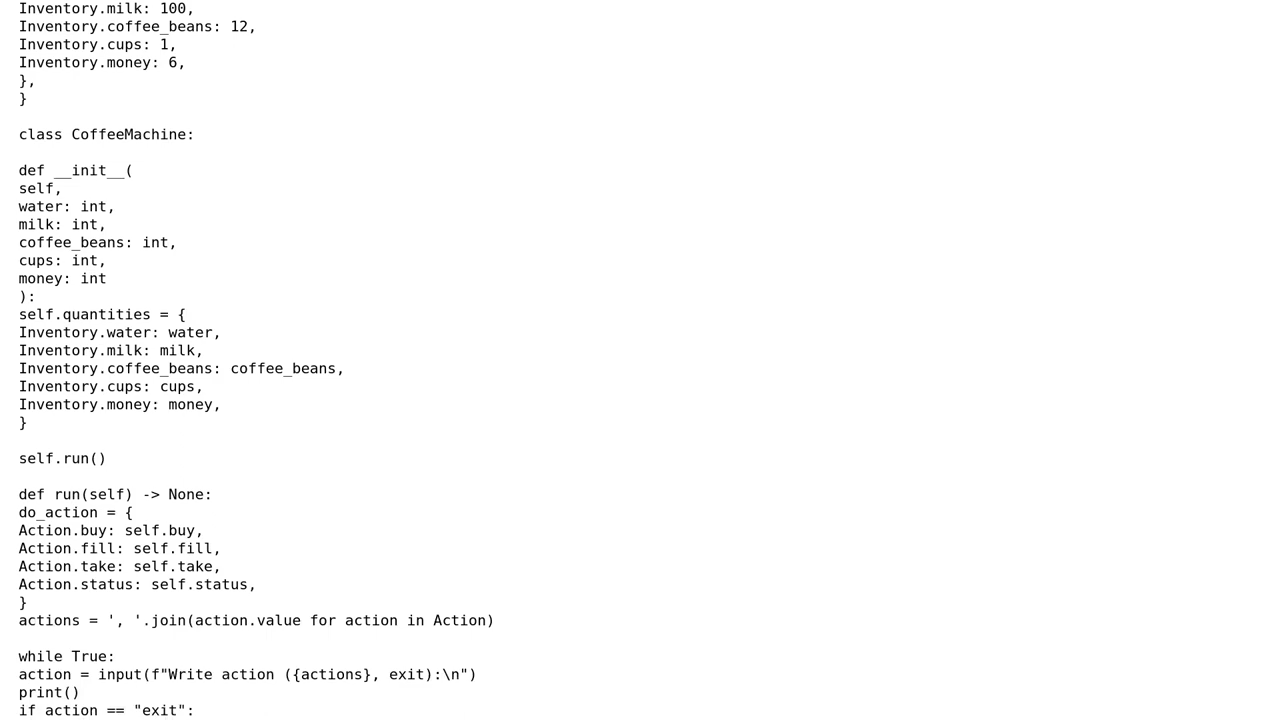 Inventory.milk: 100,
Inventory.coffee_beans: 12,
Inventory.cups: 1,
Inventory.money: 6,
},
}
class CoffeeMachine:
def __init__(
self,
water: int,
milk: int,
coffee_beans: int,
cups: int,
money: int
):
self.quantities = {
Inventory.water: water,
Inventory.milk: milk,
Inventory.coffee_beans: coffee_beans,
Inventory.cups: cups,
Inventory.money: money,
}
self.run()
def run(self) -> None:
do_action = {
Action.buy: self.buy,
Action.fill: self.fill,
Action.take: self.take,
Action.status: self.status,
}
actions = ', '.join(action.value for action in Action)
while True:
action = input(f"Write action ({actions}, exit):\n")
print()
if action == "exit":